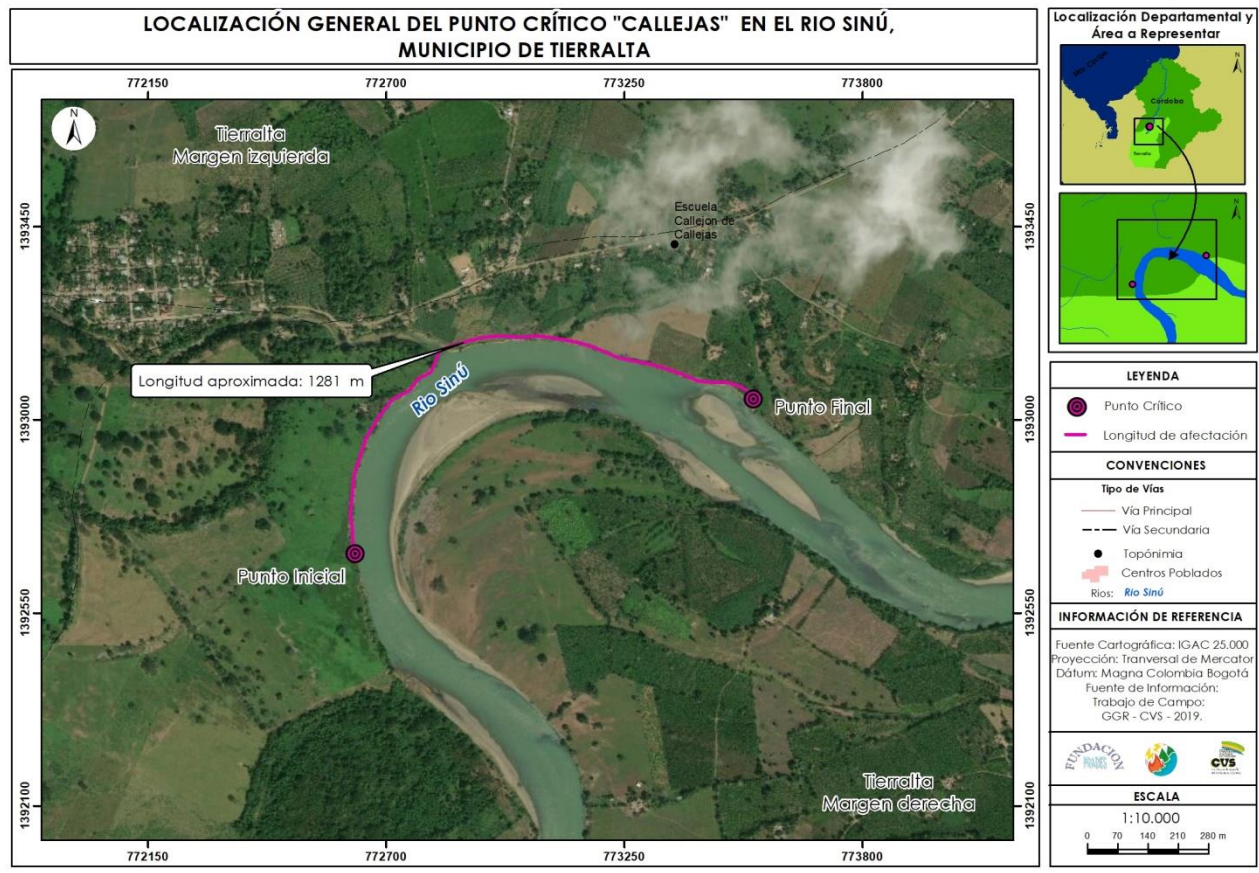 LOCALIZACIÓN GENERAL DEL PUNTO CRÍTICO "CALLEJAS" EN EL RIO SINÚ,
MUNICIPIO DE TIERRALTA
772150
772700
773250
773800
1393450
1393000
1392550
1392100
N
Tierralta
Margen izquierda
Escuela
Callejon de
Callejas
Longitud aproximada: 1281 m
Rio Sinú
Punto Final
Punto Inicial
Tierralta
Margen derecha
1393450
1393000
1392550
1392100
772150
772700
773250
773800
Localización Departamental y
Área a Representar
N
Córdoba
N
LEYENDA
Punto Crítico
Longitud de afectación
CONVENCIONES
Tipo de Vías
Vía Principal
Vía Secundaria
Topónimia
Centros Poblados
Rios: Rio Sinú
INFORMACIÓN DE REFERENCIA
Fuente Cartográfica: IGAC 25.000
Proyección: Tranversal de Mercator
Dátum: Magna Colombia Bogotá
Fuente de Información:
Trabajo de Campo:
GGR - CVS - 2019.
FUNDACION
PRADES
CVS
ESCALA
1:10.000
0 70 140 210 280 m